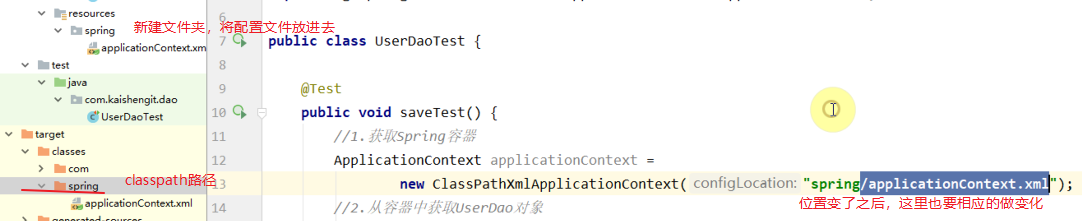 resources
spring
applicationContext.xm
test
java
com.kaishengit.dao
UserDaoTest
target
classes
com
spring
applicationContext.xml
generated-sources
新建文件夹，将配置文件放进去
classpath路径
6
7 public class UserDaoTest {
8
9 @Test
10 public void saveTest() {
11 //1.获取Spring容器
12 ApplicationContext applicationContext =
13 new ClassPathXmlApplicationContext( configLocation: "spring/applicationContext.xml");
位置变了之后，这里也要相应的做变化
14 //2.从容器中获取UserDao对象